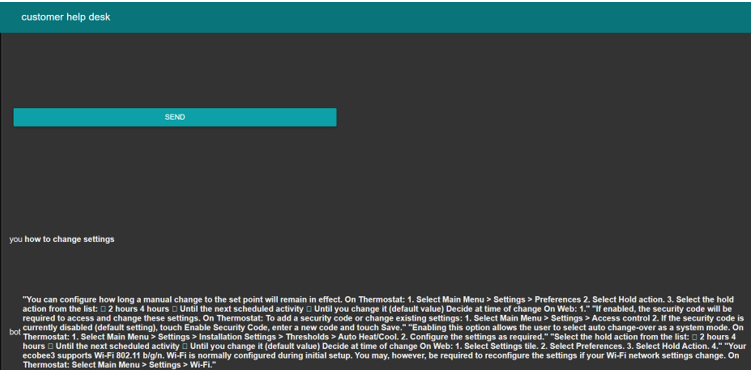 customer help desk
SEND
you how to change settings
"You can configure how long a manual change to the set point will remain in effect. On Thermostat: 1. Select Main Menu > Settings > Preferences 2. Select Hold action. 3. Select the hold
action from the list: □ 2 hours 4 hours □ Until the next scheduled activity □ Until you change it (default value) Decide at time of change On Web: 1." "If enabled, the security code will be
required to access and change these settings. On Thermostat: To add a security code or change existing settings: 1. Select Main Menu > Settings > Access control 2. If the security code is
bot currently disabled (default setting), touch Enable Security Code, enter a new code and touch Save." "Enabling this option allows the user to select auto change-over as a system mode. On
Thermostat: 1. Select Main Menu > Settings > Installation Settings > Thresholds > Auto Heat/Cool. 2. Configure the settings as required." "Select the hold action from the list: □ 2 hours 4
hours □ Until the next scheduled activity □ Until you change it (default value) Decide at time of change On Web: 1. Select Settings tile. 2. Select Preferences. 3. Select Hold Action. 4." "Your
ecobee3 supports Wi-Fi 802.11 b/g/n. Wi-Fi is normally configured during initial setup. You may, however, be required to reconfigure the settings if your Wi-Fi network settings change. On
Thermostat: Select Main Menu > Settings > Wi-Fi."